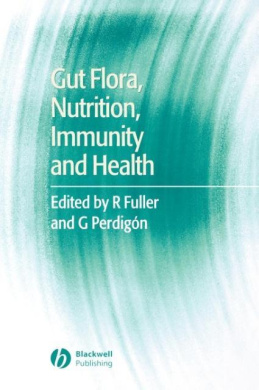 Gut Flora,
Nutrition,
Immunity
and Health
Edited by R Fuller
and G Perdigón
Blackwell
Publishing